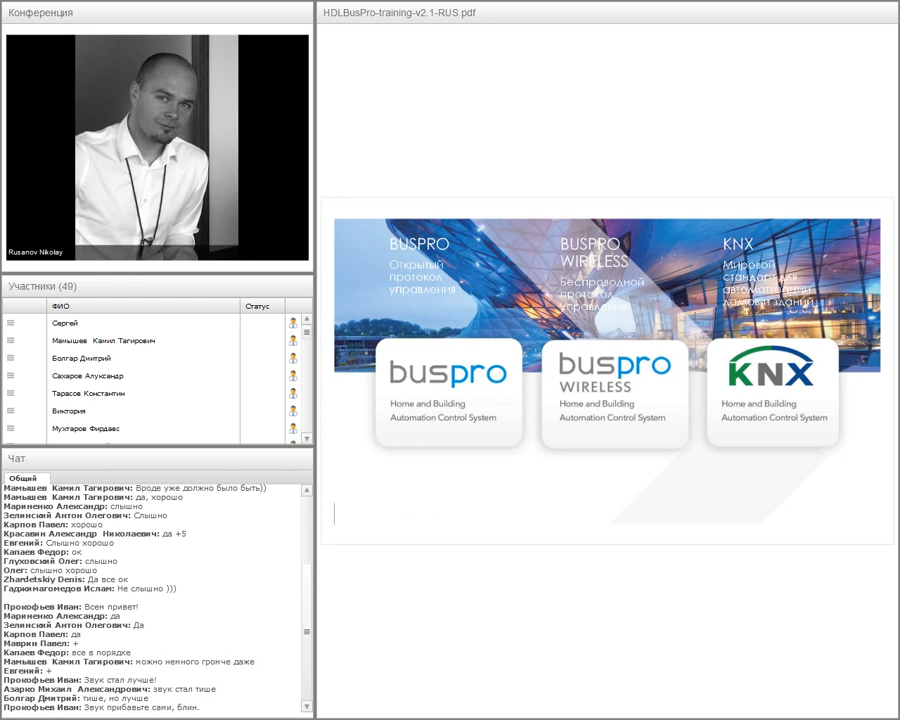 Конференция
Rusanov Nikolay
Участники (49)
ФИО Статус
Сергей
Мамышев Камил Тагирович
Болгар Дмитрий
Сахаров Алуксандр
Тарасов Константин
Виктория
Мухтаров Фирдавс
Чат
Общий
Мамышев Камил Тагирович: Вроде уже должно было быть))
Мамышев Камил Тагирович: да, хорошо
Мариненко Александр: слышно
Зелинский Антон Олегович: Слышно
Карпов Павел: хорошо
Красавин Александр Николаевич: да +5
Евгений: Слышно хорошо
Капаев Федор: ок
Глуховский Олег: слышно
Олег: слышно хорошо
Zhardetskiy Denis: Да все ок
Гаджимагомедов Ислам: Не слышно )))
Прокофьев Иван: Всем привет!
Мариненко Александр: да
Зелинский Антон Олегович: Да
Карпов Павел: да
Маврин Павел: +
Капаев Федор: все в порядке
Мамышев Камил Тагирович: можно немного громче даже
Евгений: +
Прокофьев Иван: Звук стал лучше!
Азарко Михаил Александрович: звук стал тише
Болгар Дмитрий: тише, но лучше
Прокофьев Иван: Звук прибавьте сами, блин.
HDLBusPro-training-v2.1-RUS.pdf
BUSPRO
Открытый
протокол
управления
buspro
Home and Building
Automation Control System
BUSPRO
WIRELESS
Беспроводной
протокол
управления
buspro
WIRELESS
Home and Building
Automation Control System
KNX
Мировой
стандарт для
автоматизации
домов и зданий
KNX
Home and Building
Automation Control System